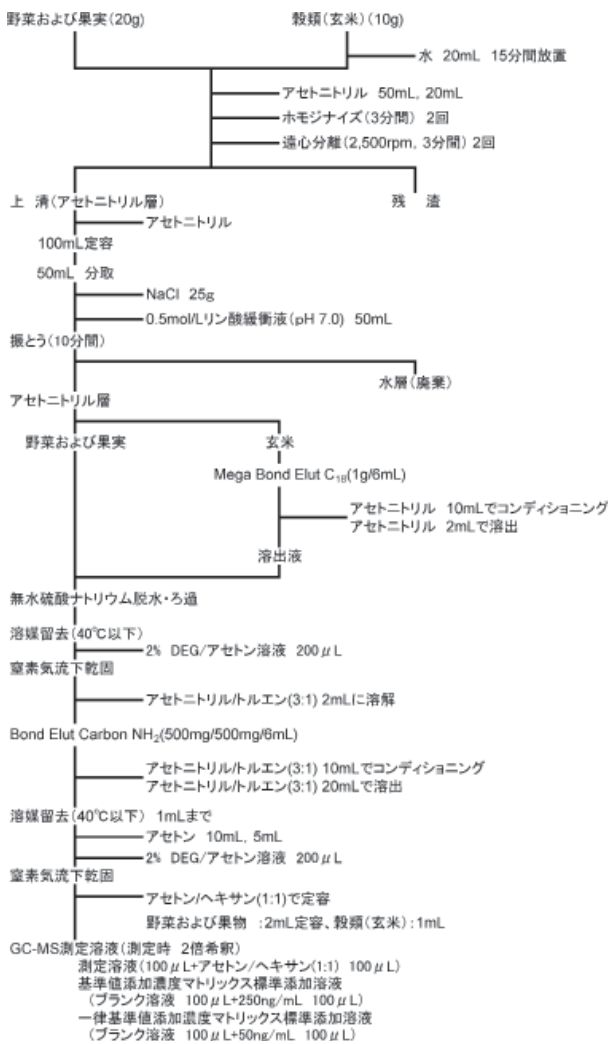 野菜および果実(20g) 穀類(玄米)(10g)
水 20mL 15分間放置
アセトニトリル 50mL, 20mL
ホモジナイズ(3分間) 2回
遠心分離(2,500rpm, 3分間) 2回
上 清(アセトニトリル層) 残 渣
アセトニトリル
100mL定容
50mL 分取
NaCl 25g
0.5mol/Lリン酸緩衝液(pH 7.0) 50mL
振とう(10分間)
水層(廃棄)
アセトニトリル層
野菜および果実 玄米
Mega Bond Elut C₁₈(1g/6mL)
アセトニトリル 10mLでコンディショニング
アセトニトリル 2mLで溶出
溶出液
無水硫酸ナトリウム脱水・ろ過
溶媒留去(40℃以下)
2% DEG/アセトン溶液 200μL
窒素気流下乾固
アセトニトリル/トルエン(3:1) 2mLに溶解
Bond Elut Carbon NH₂(500mg/500mg/6mL)
アセトニトリル/トルエン(3:1) 10mLでコンディショニング
アセトニトリル/トルエン(3:1) 20mLで溶出
溶媒留去(40℃以下) 1mLまで
アセトン 10mL, 5mL
2% DEG/アセトン溶液 200μL
窒素気流下乾固
アセトン/ヘキサン(1:1)で定容
野菜および果物 :2mL定容、穀類(玄米):1mL
GC-MS測定溶液(測定時 2倍希釈)
測定溶液(100μL+アセトン/ヘキサン(1:1) 100μL)
基準値添加濃度マトリックス標準添加溶液
(ブランク溶液 100μL+250ng/mL 100μL)
一律基準値添加濃度マトリックス標準添加溶液
(ブランク溶液 100μL+50ng/mL 100μL)